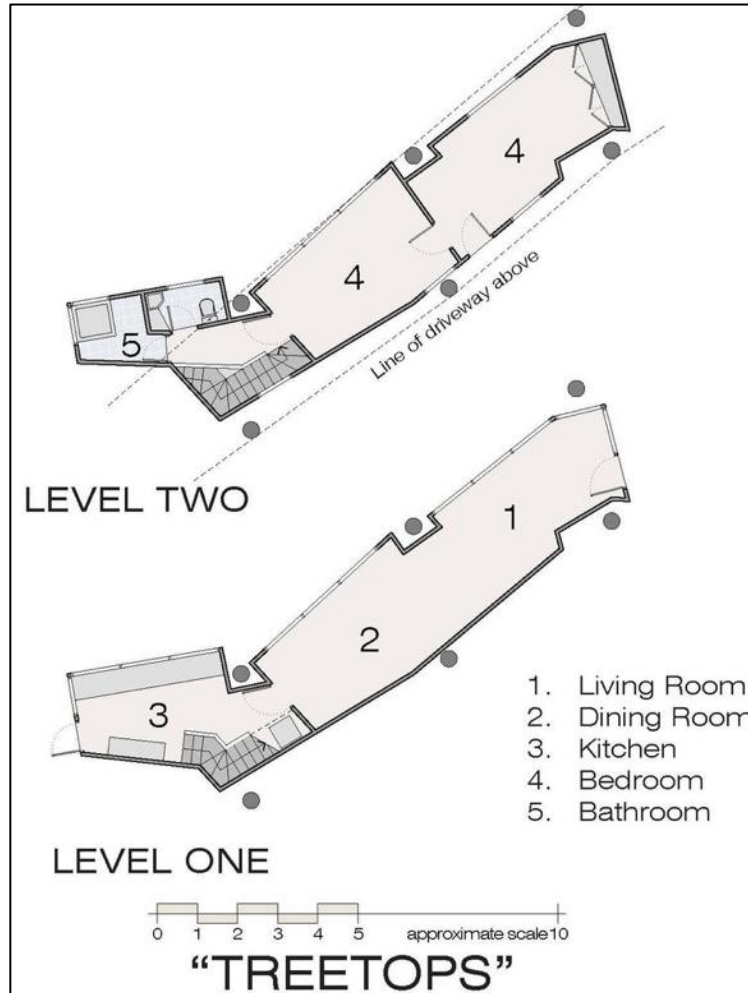 4
4
5
Line of driveway above
LEVEL TWO
1
2
3
1. Living Room
2. Dining Room
3. Kitchen
4. Bedroom
5. Bathroom
LEVEL ONE
0 1 2 3 4 5 approximate scale 10
“TREETOPS”